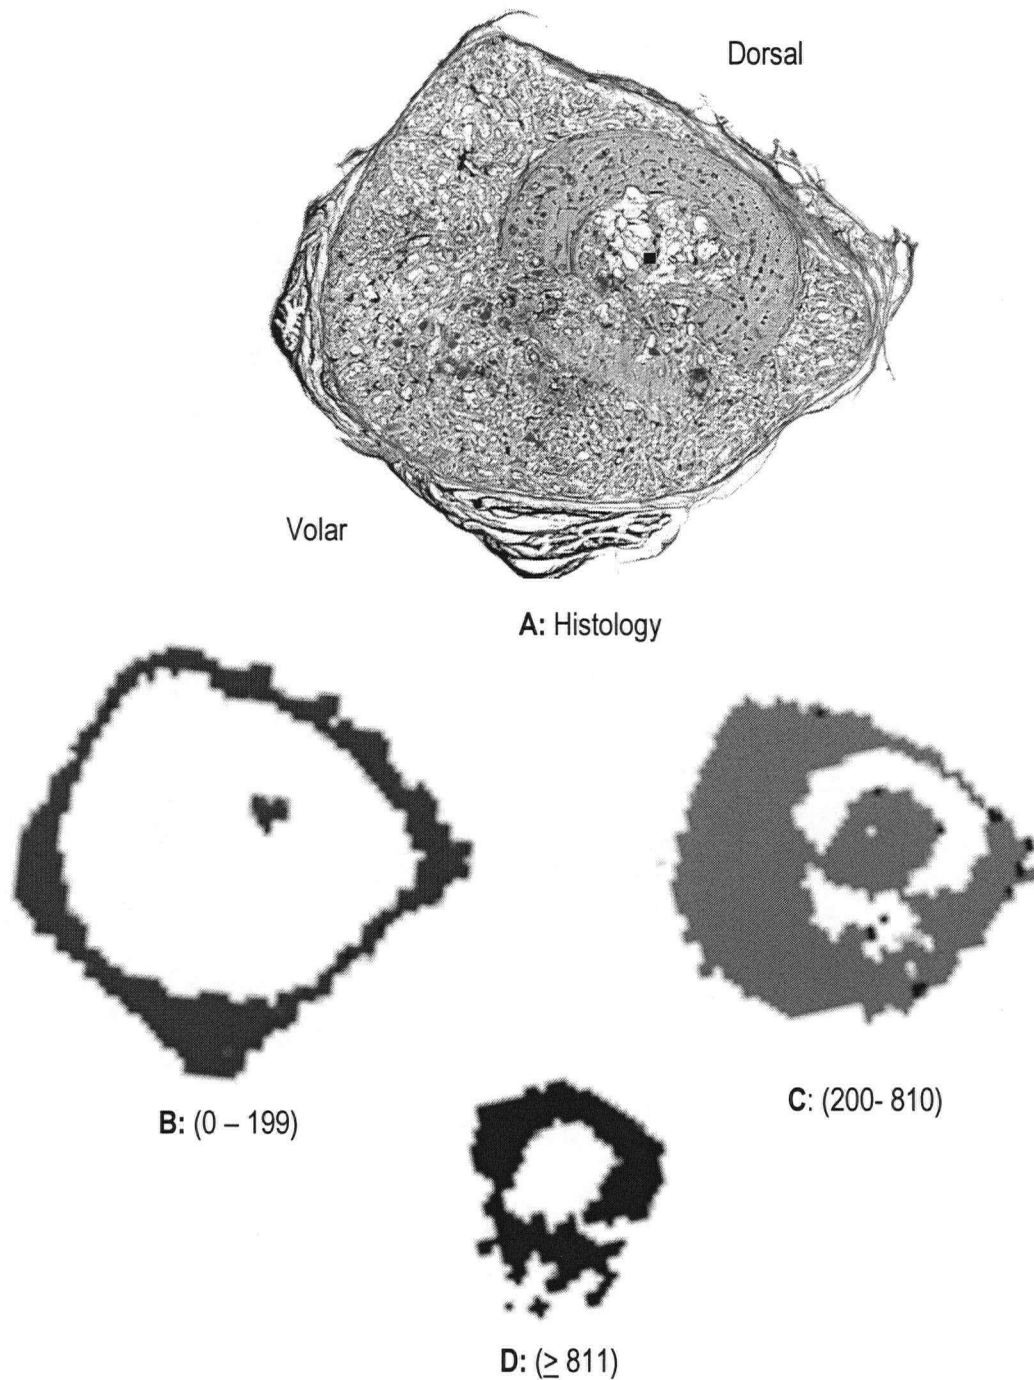 Dorsal
Volar
A: Histology
B: (0 – 199)
C: (200- 810)
D: (≥ 811)